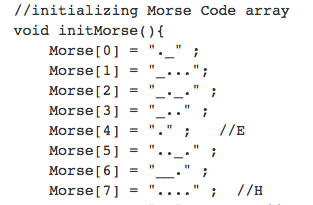 //initializing Morse Code array
void initMorse(){
    Morse[0] = "._" ;
    Morse[1] = "_...";
    Morse[2] = "_._." ;
    Morse[3] = "_.." ;
    Morse[4] = "." ;   //E
    Morse[5] = ".._." ;
    Morse[6] = "__." ;
    Morse[7] = "...." ;  //H